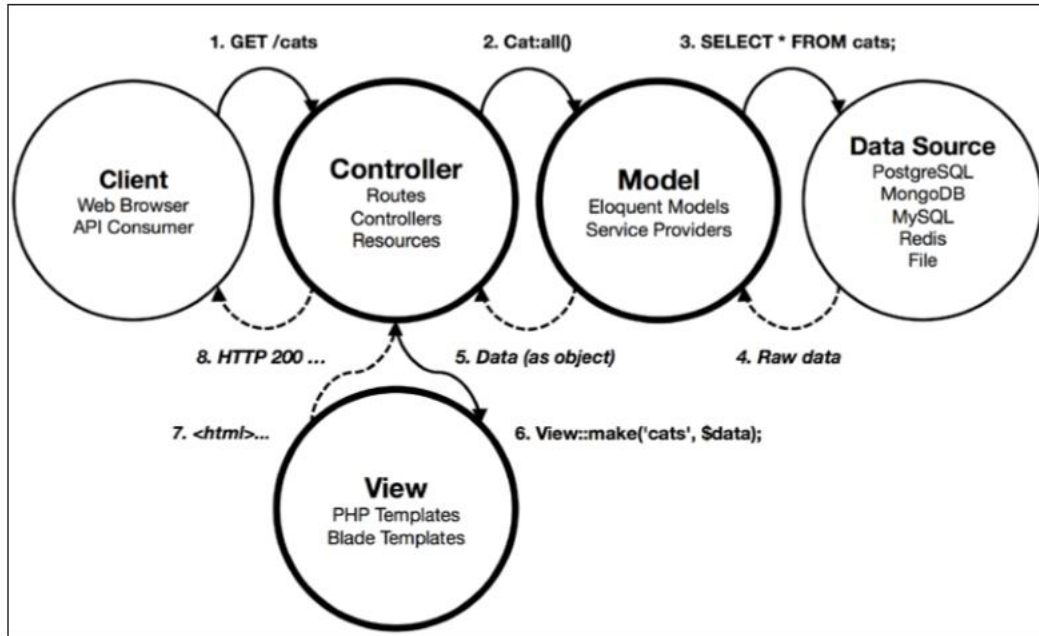 1. GET /cats
2. Cat:all()
3. SELECT * FROM cats;
Client
Web Browser
API Consumer
Controller
Routes
Controllers
Resources
Model
Eloquent Models
Service Providers
Data Source
PostgreSQL
MongoDB
MySQL
Redis
File
8. HTTP 200 ...
5. Data (as object)
4. Raw data
7. <html>...
6. View::make('cats', $data);
View
PHP Templates
Blade Templates